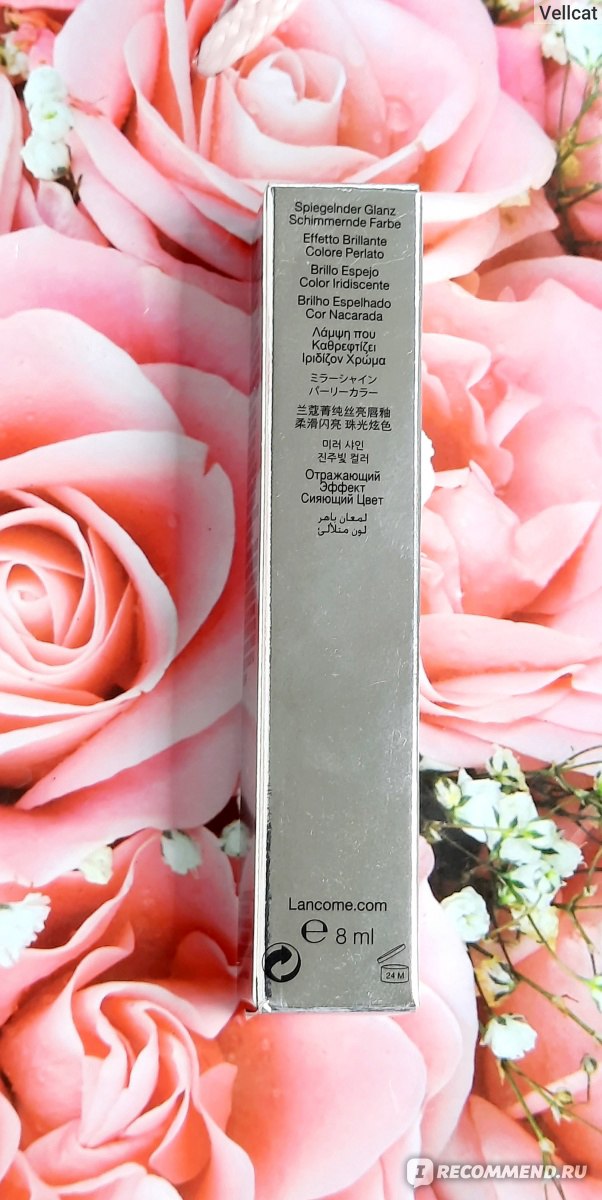 Vellcat
Spiegelnder Glanz
Schimmernde Farbe
Effetto Brillante
Colore Perlato
Brillo Espejo
Color Iridiscente
Brilho Espelhado
Cor Nacarada
Λάμψη που
Καθρεφτίζει
Ιριδίζον Χρώμα
ミラーシャイン
パーリーカラー
兰蔻菁纯丝亮唇釉
柔滑闪亮 珠光炫色
미러 샤인
진주빛 컬러
Отражающий
Эффект
Сияющий Цвет
لمعان باهر
لون متلألئ
Lancome.com
e 8 ml
24 M
IRECOMMEND.RU